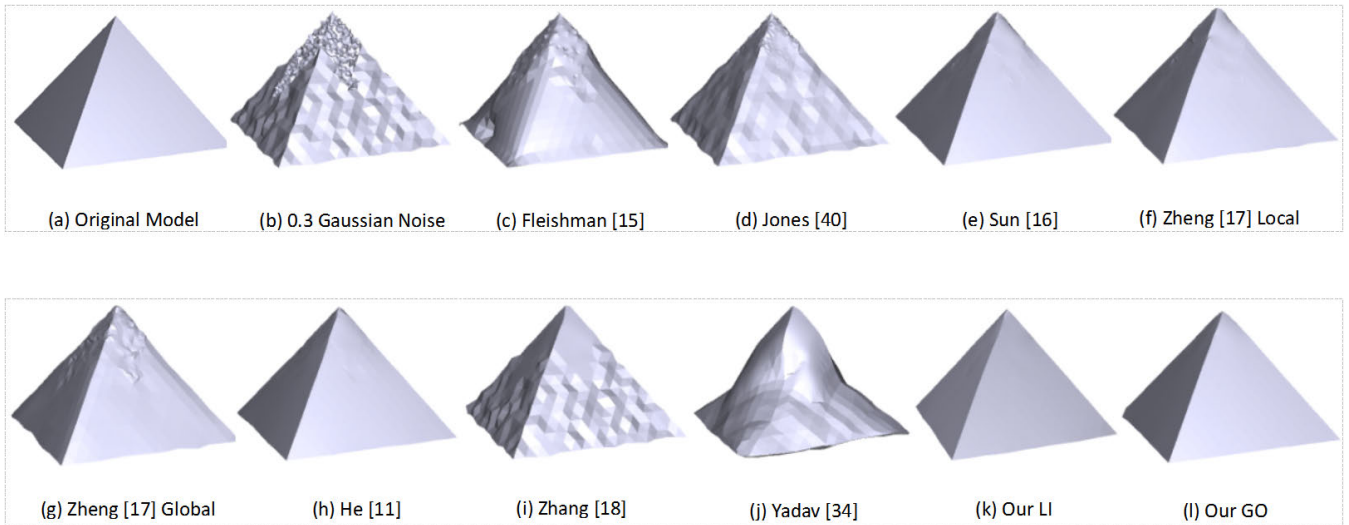 (a) Original Model
(b) 0.3 Gaussian Noise
(c) Fleishman [15]
(d) Jones [40]
(e) Sun [16]
(f) Zheng [17] Local
(g) Zheng [17] Global
(h) He [11]
(i) Zhang [18]
(j) Yadav [34]
(k) Our LI
(l) Our GO